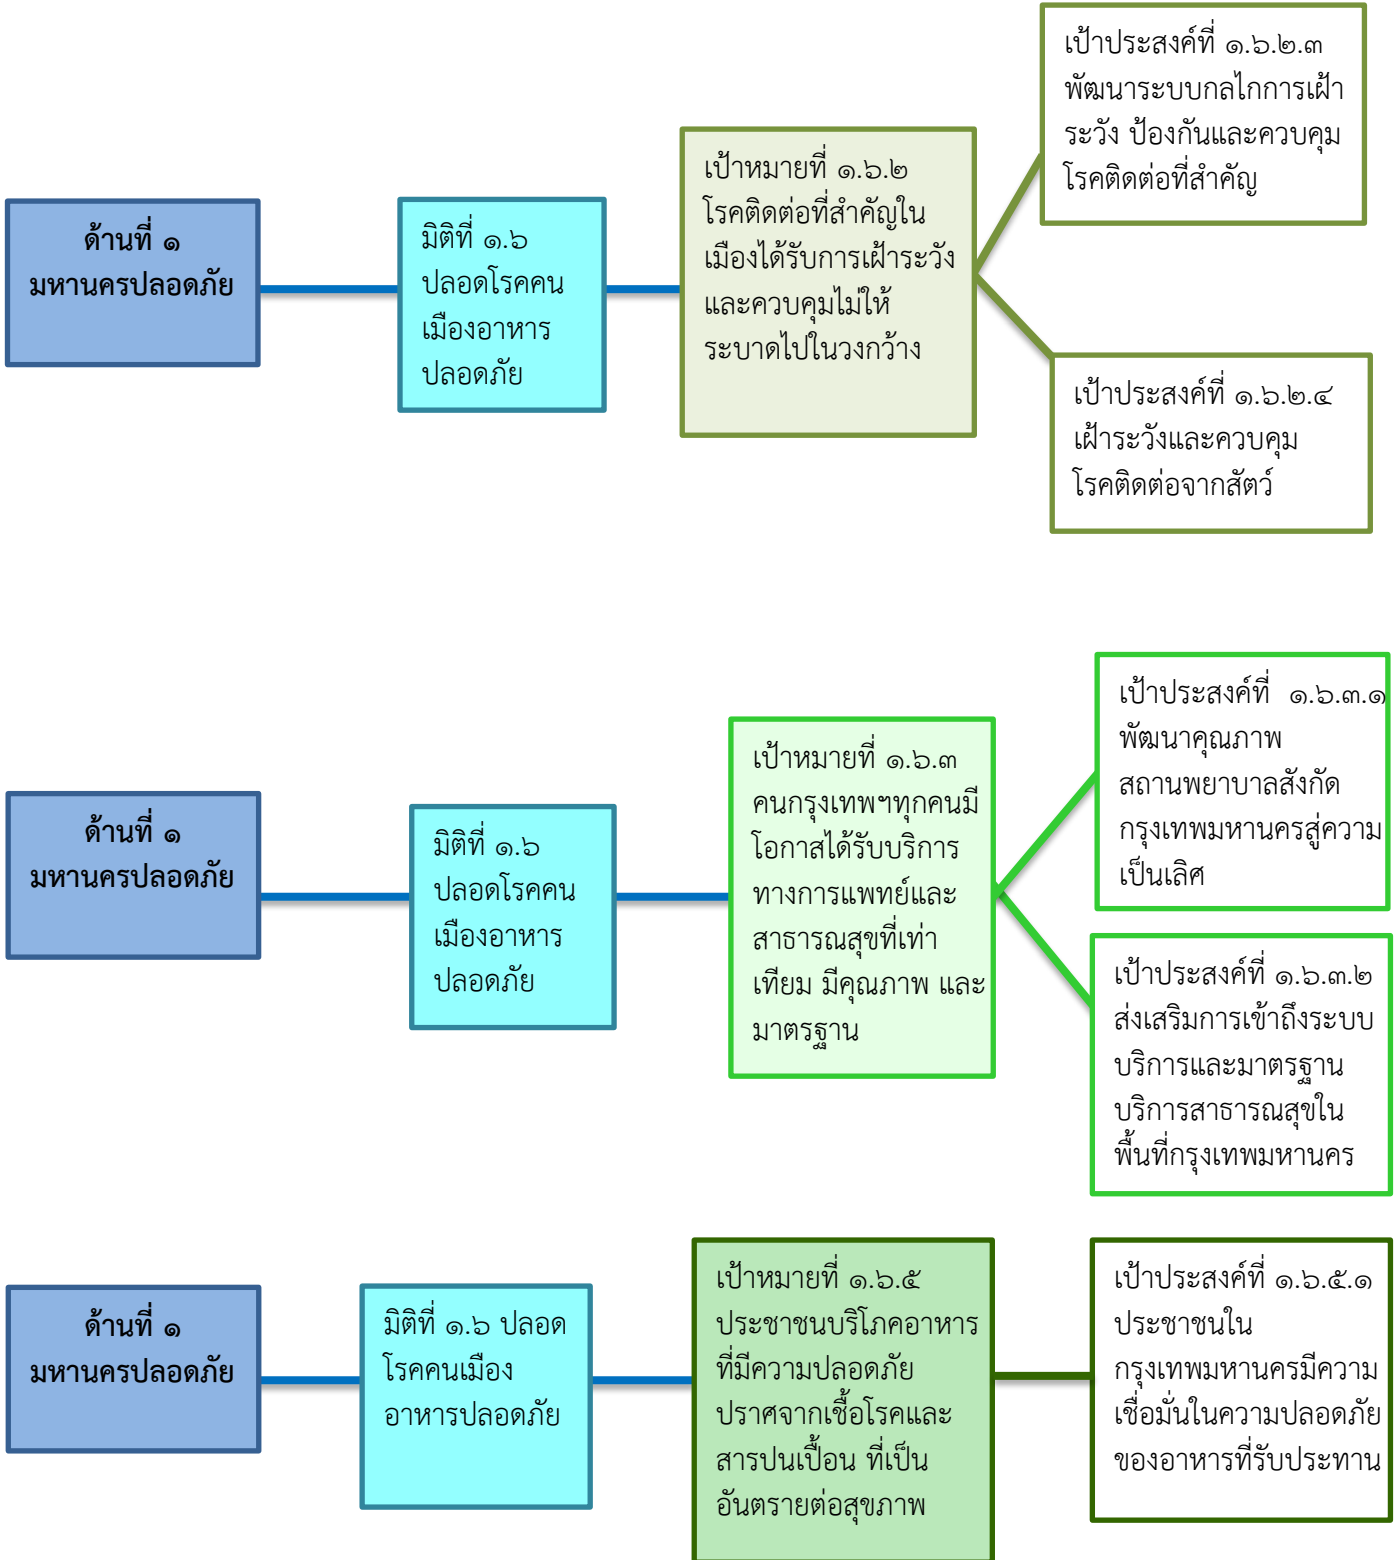 ด้านที่ ๑
มหานครปลอดภัย
มิติที่ ๑.๖
ปลอดโรคคน
เมืองอาหาร
ปลอดภัย
เป้าหมายที่ ๑.๖.๒
โรคติดต่อที่สำคัญใน
เมืองได้รับการเฝ้าระวัง
และควบคุมไม่ให้
ระบาดไปในวงกว้าง
เป้าประสงค์ที่ ๑.๖.๒.๓
พัฒนาระบบกลไกการเฝ้า
ระวัง ป้องกันและควบคุม
โรคติดต่อที่สำคัญ
เป้าประสงค์ที่ ๑.๖.๒.๔
เฝ้าระวังและควบคุม
โรคติดต่อจากสัตว์
ด้านที่ ๑
มหานครปลอดภัย
มิติที่ ๑.๖
ปลอดโรคคน
เมืองอาหาร
ปลอดภัย
เป้าหมายที่ ๑.๖.๓
คนกรุงเทพฯทุกคนมี
โอกาสได้รับบริการ
ทางการแพทย์และ
สาธารณสุขที่เท่า
เทียม มีคุณภาพ และ
มาตรฐาน
เป้าประสงค์ที่ ๑.๖.๓.๑
พัฒนาคุณภาพ
สถานพยาบาลสังกัด
กรุงเทพมหานครสู่ความ
เป็นเลิศ
เป้าประสงค์ที่ ๑.๖.๓.๒
ส่งเสริมการเข้าถึงระบบ
บริการและมาตรฐาน
บริการสาธารณสุขใน
พื้นที่กรุงเทพมหานคร
ด้านที่ ๑
มหานครปลอดภัย
มิติที่ ๑.๖ ปลอด
โรคคนเมือง
อาหารปลอดภัย
เป้าหมายที่ ๑.๖.๕
ประชาชนบริโภคอาหาร
ที่มีความปลอดภัย
ปราศจากเชื้อโรคและ
สารปนเปื้อน ที่เป็น
อันตรายต่อสุขภาพ
เป้าประสงค์ที่ ๑.๖.๕.๑
ประชาชนใน
กรุงเทพมหานครมีความ
เชื่อมั่นในความปลอดภัย
ของอาหารที่รับประทาน